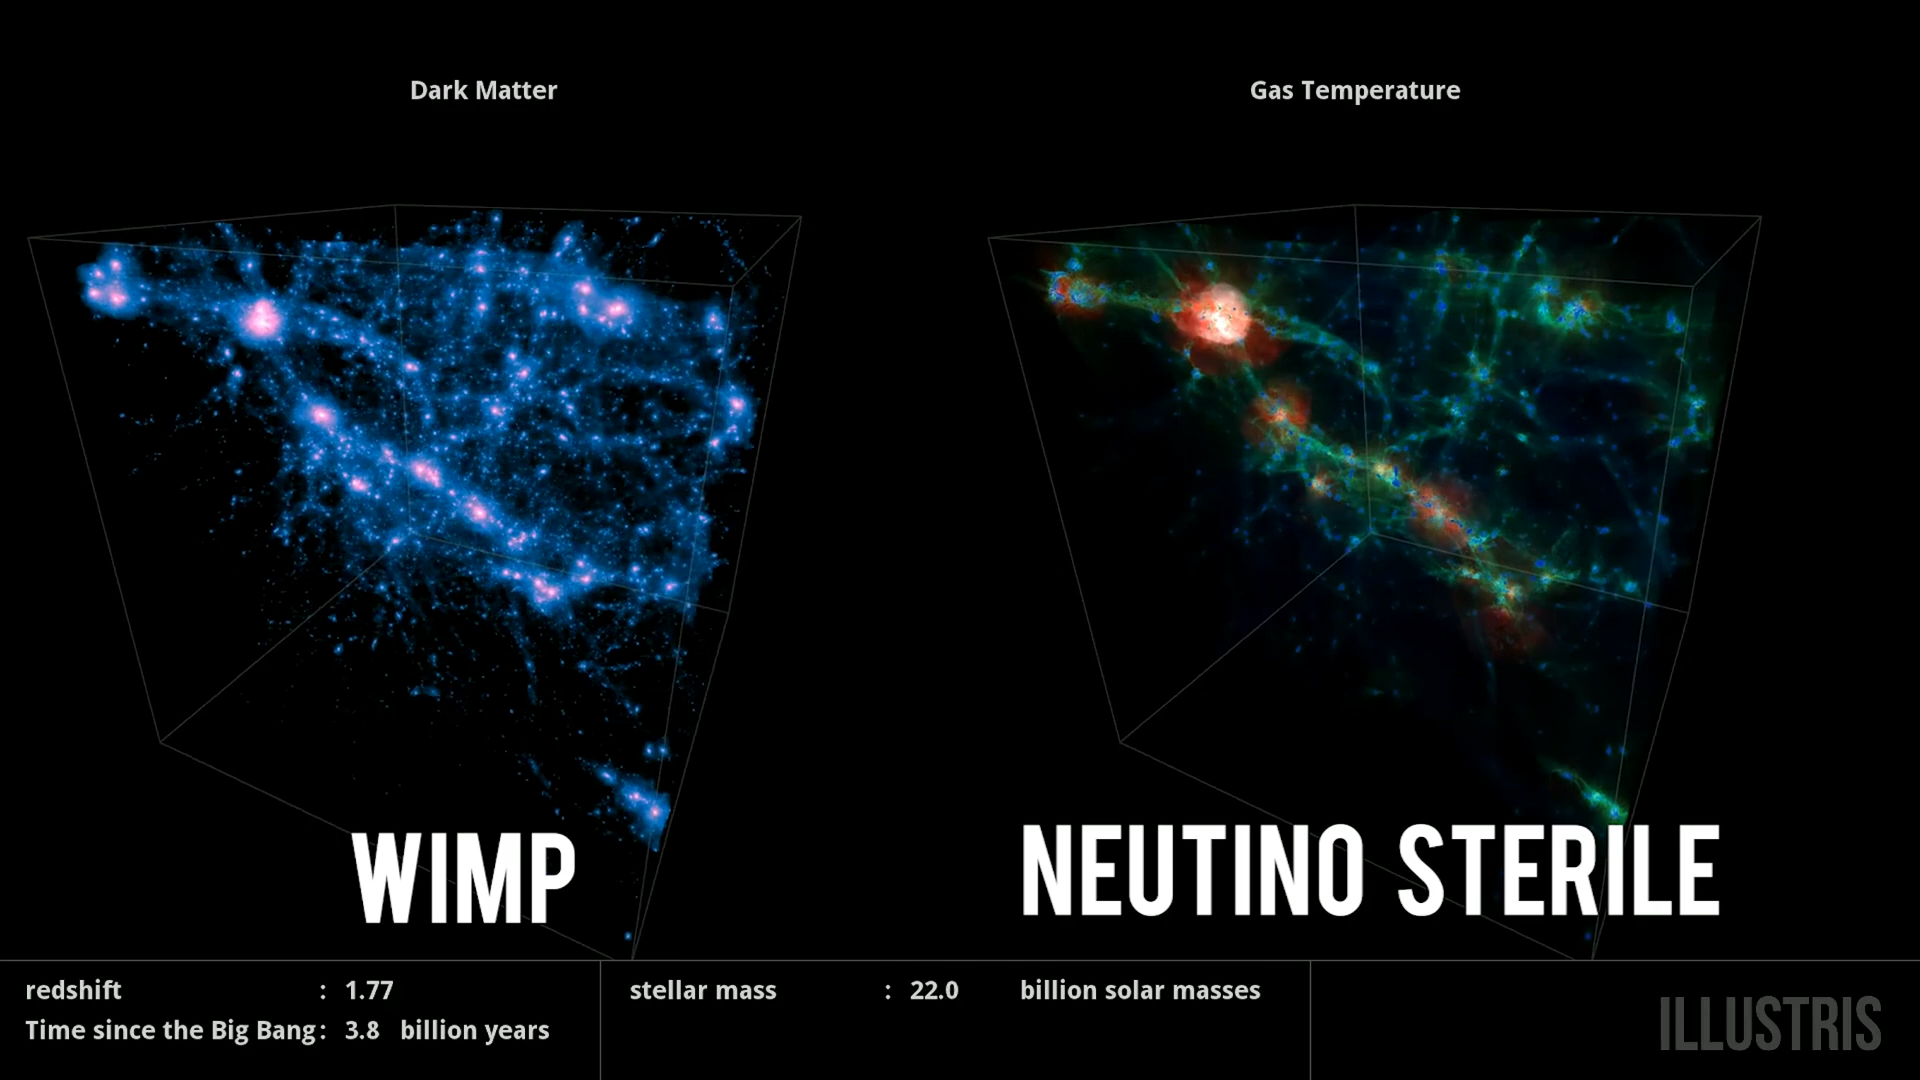 Dark Matter
Gas Temperature
WIMP
NEUTINO STERILE
redshift : 1.77
Time since the Big Bang : 3.8 billion years
stellar mass : 22.0 billion solar masses
ILLUSTRIS